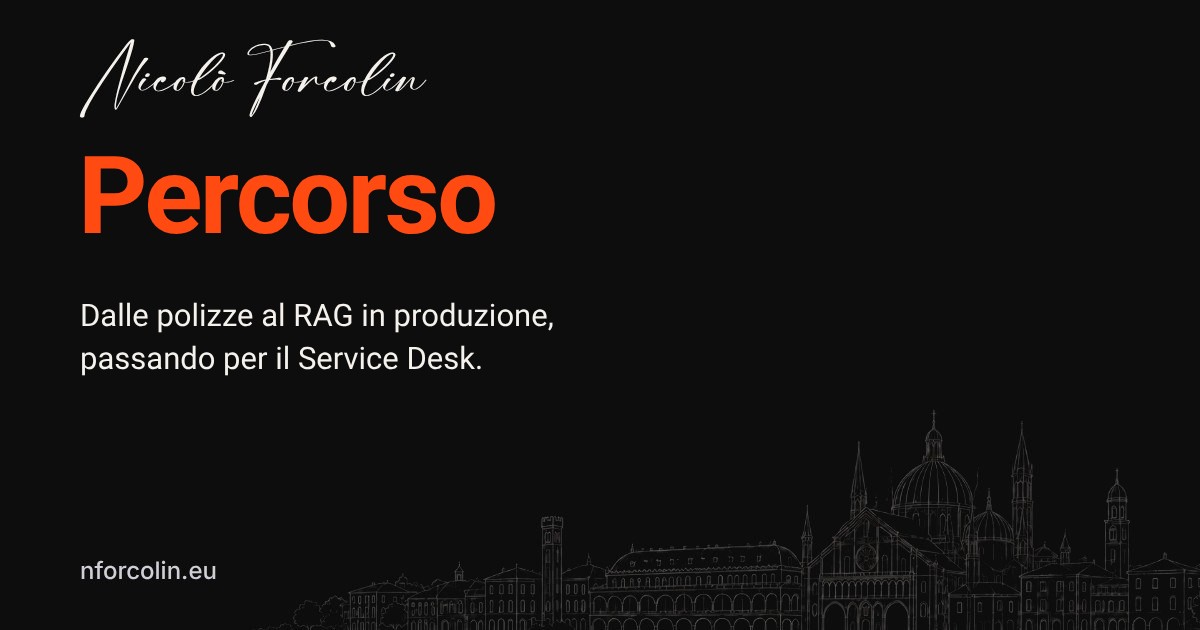 Nicolò Forcolin
Percorso
Dalle polizze al RAG in produzione,
passando per il Service Desk.
nforcolin.eu